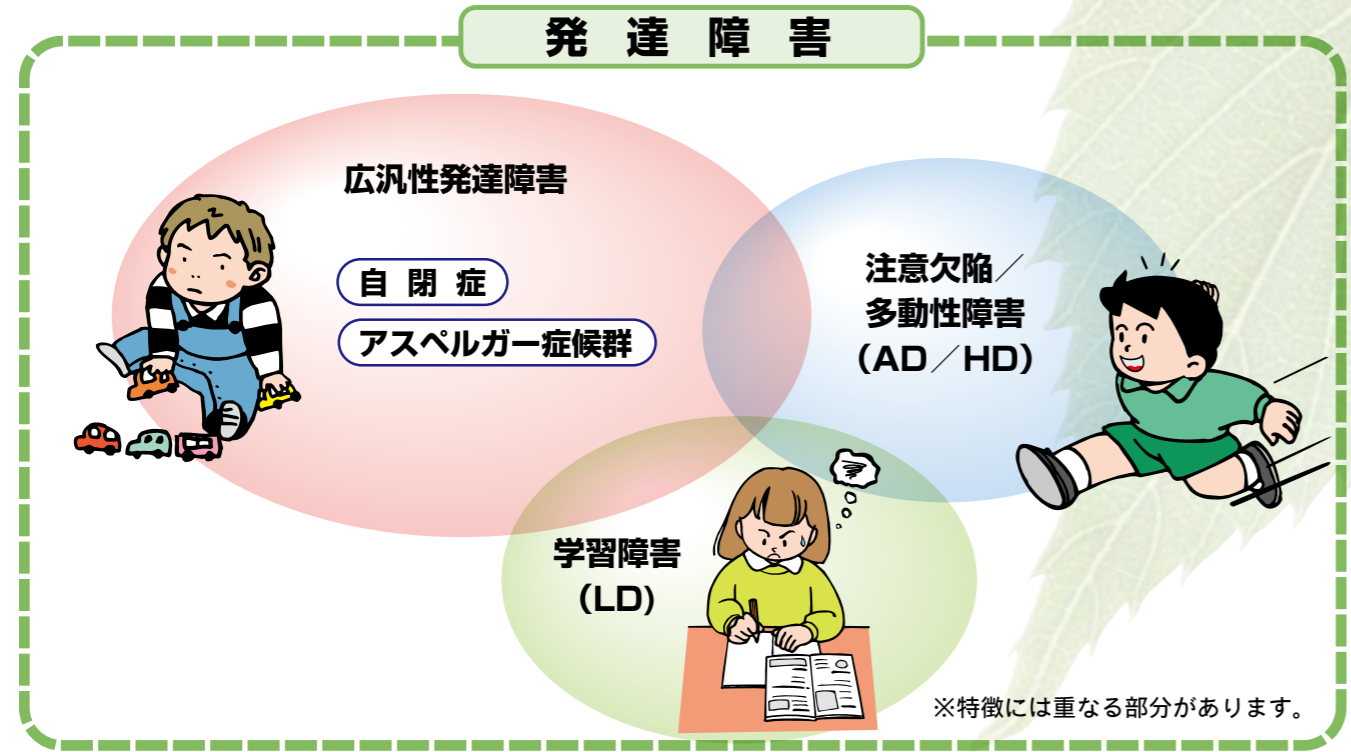 発達障害
広汎性発達障害
自閉症
アスペルガー症候群
注意欠陥／
多動性障害
（AD／HD）
学習障害
（LD)
※特徴には重なる部分があります。